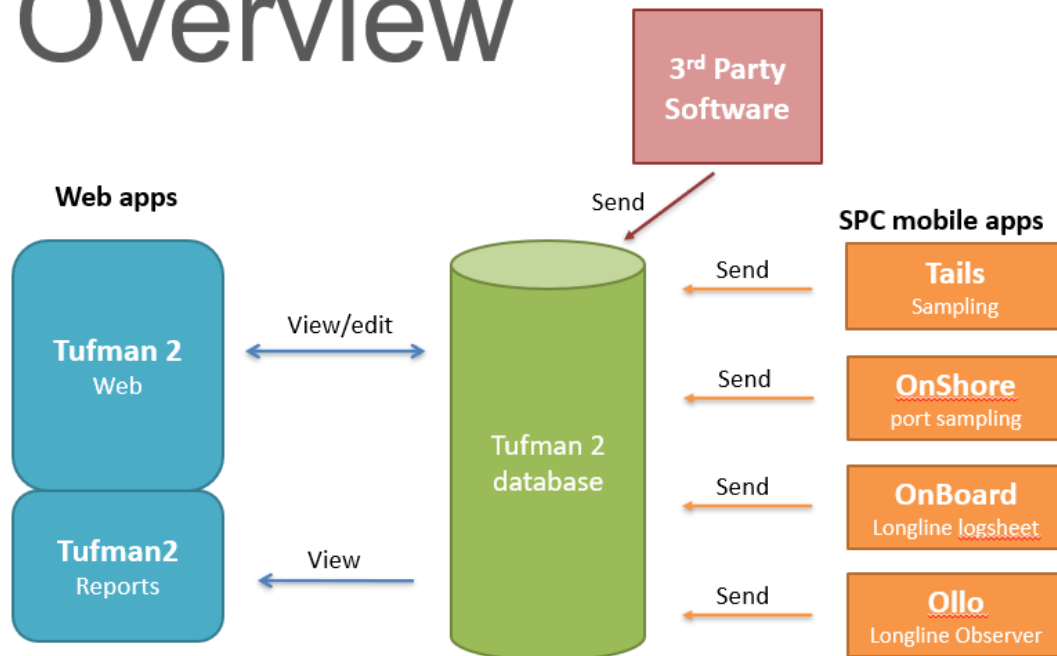 Overview
3rd Party
Software
Send
Web apps
SPC mobile apps
Tufman 2
Web
View/edit
Tufman 2
database
Send
Tails
Sampling
Send
OnShore
port sampling
Send
OnBoard
Longline logsheet
Tufman2
Reports
View
Send
Ollo
Longline Observer